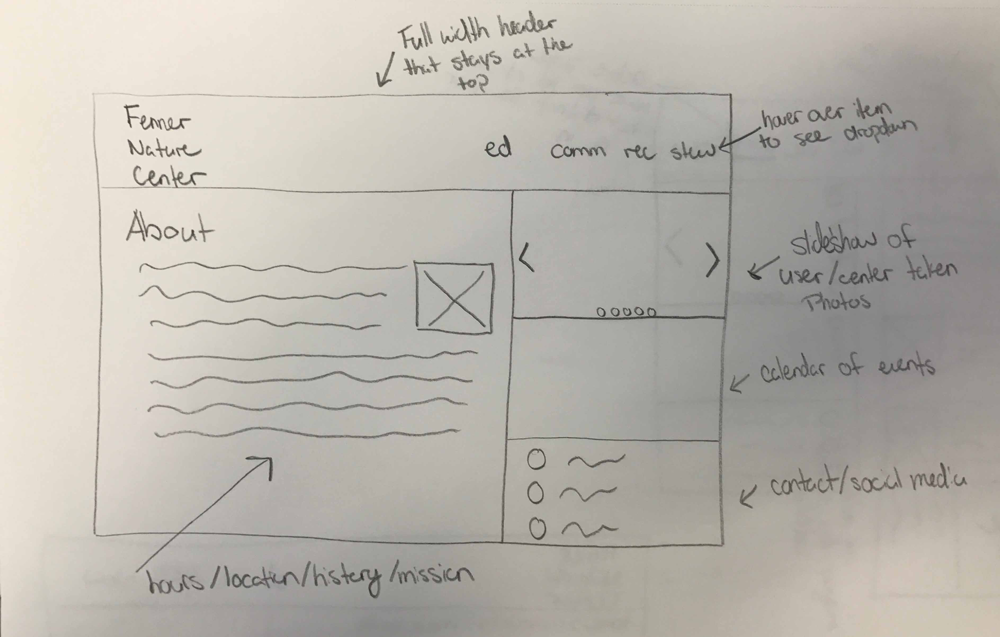 Full width header
that stays at the
top
Fenner
Nature
Center
ed comm rec stew
hover over item
to see dropdown
About
slideshow of
user/center taken
Photos
calendar of events
contact/social media
hours/location/history/mission